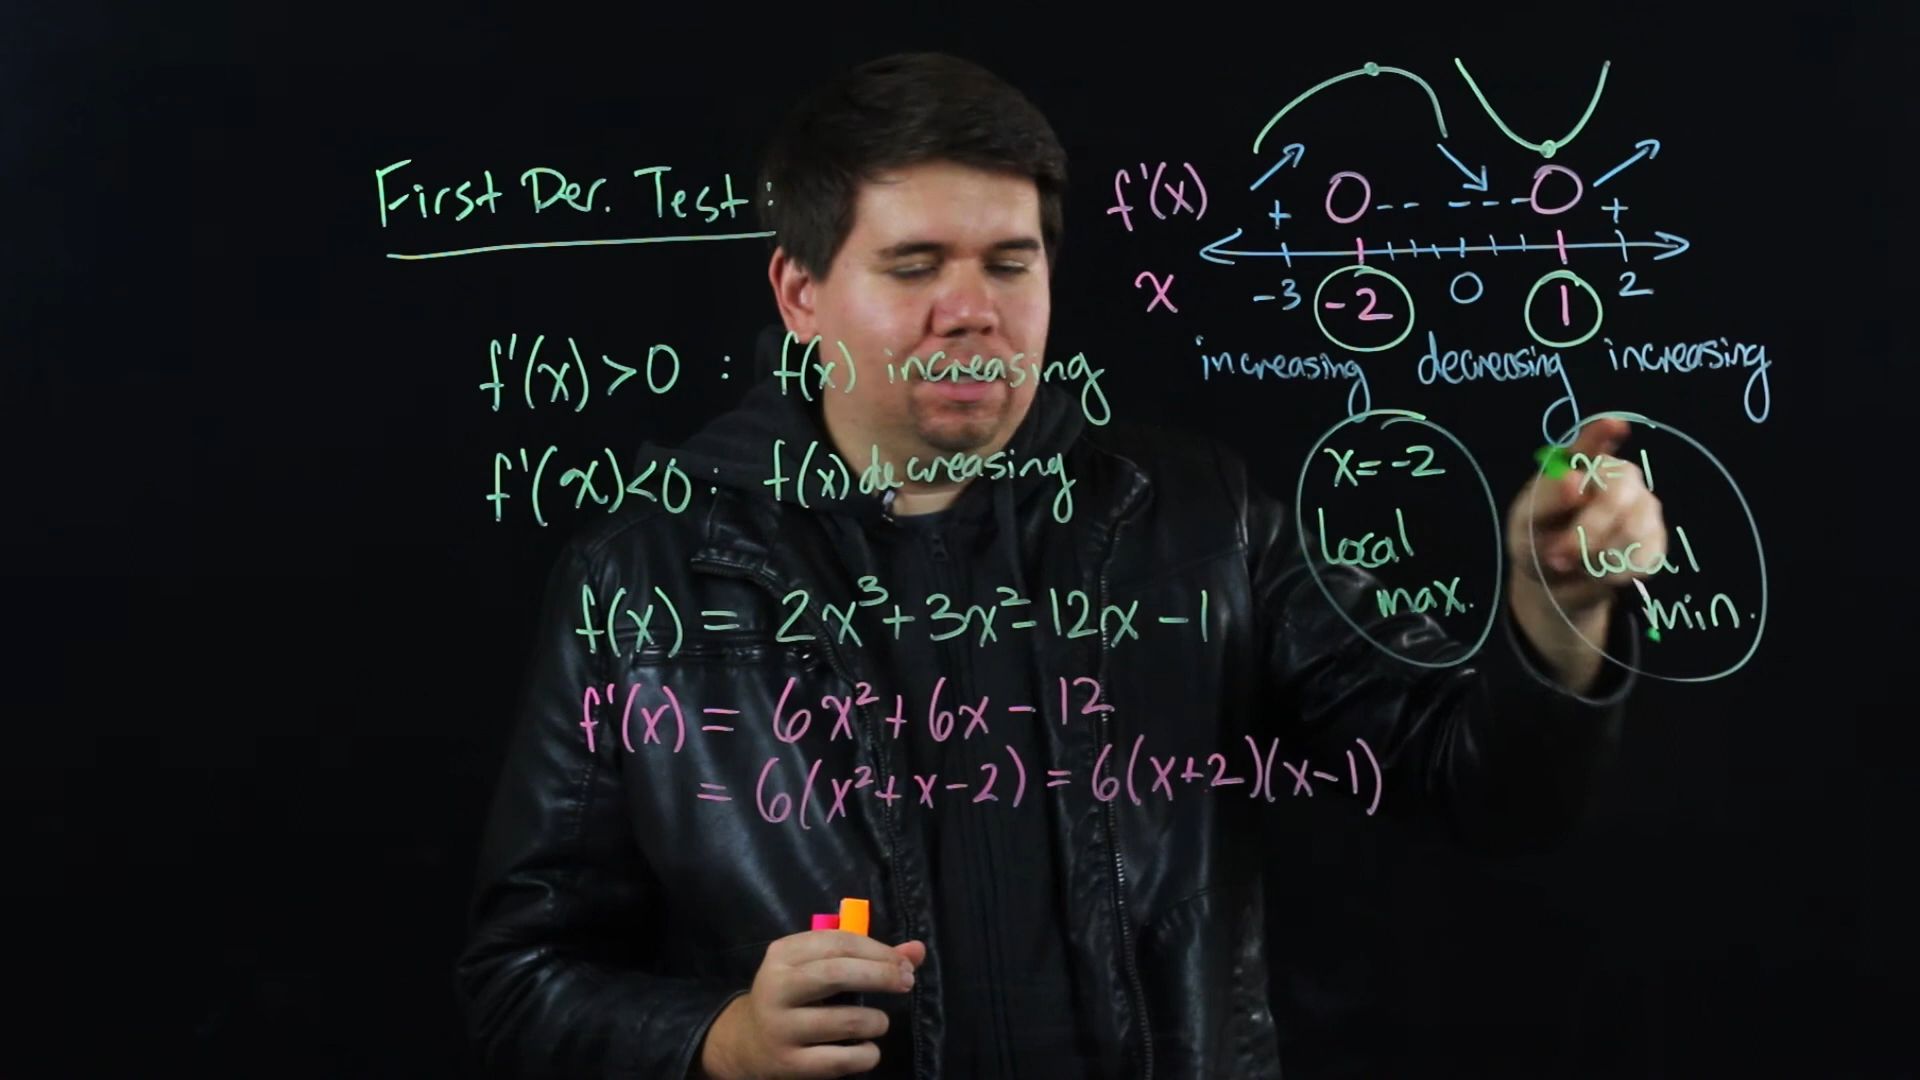 First Der. Test:
f'(x) > 0 : f(x) increasing
f'(x) < 0 : f(x) decreasing
f(x) = 2x³ + 3x² - 12x - 1
f'(x) = 6x² + 6x - 12
= 6(x² + x - 2) = 6(x+2)(x-1)
f'(x) + 0 -- --- 0 +
x -3 -2 0 1 2
increasing decreasing increasing
x = -2
local
max.
x = 1
local
min.